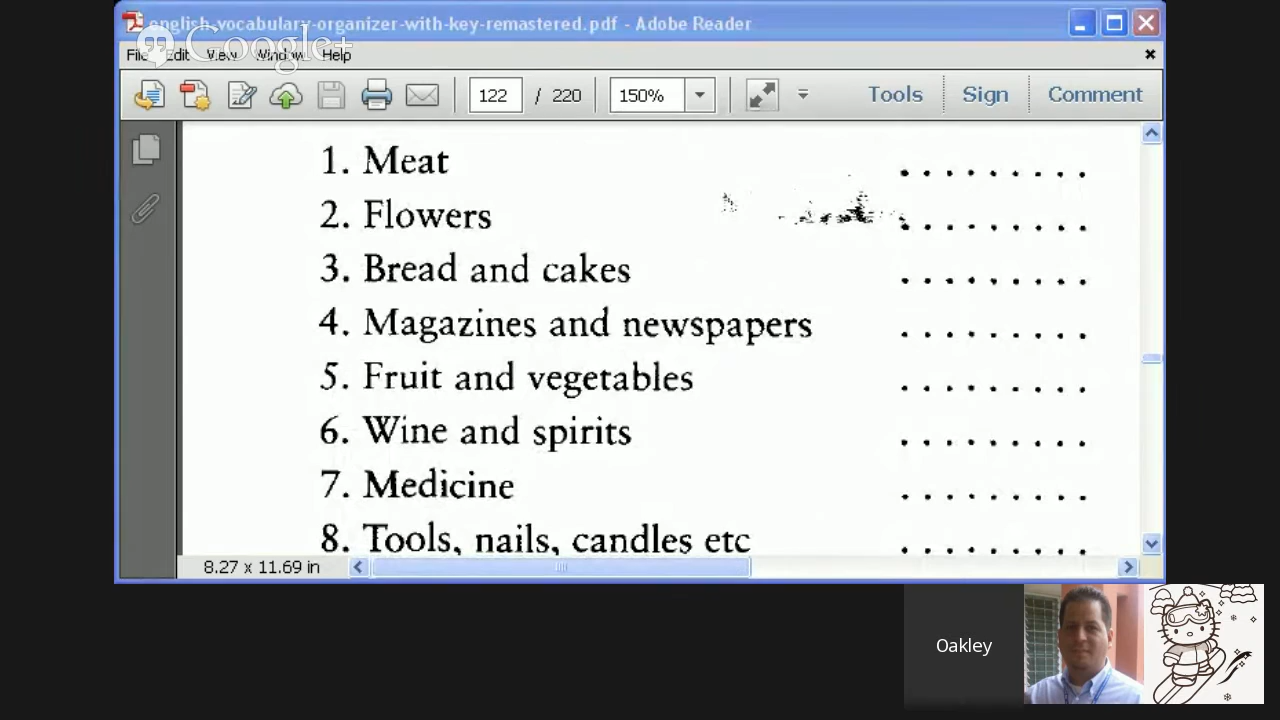 english-vocabulary-organizer-with-key-remastered.pdf - Adobe Reader
Google+
File Edit View Window Help
122 / 220 150% Tools Sign Comment
1. Meat . . . . . . . . .
2. Flowers . . . . . . . . .
3. Bread and cakes . . . . . . . . .
4. Magazines and newspapers . . . . . . . . .
5. Fruit and vegetables . . . . . . . . .
6. Wine and spirits . . . . . . . . .
7. Medicine . . . . . . . . .
8. Tools, nails, candles etc . . . . . . . . .
8.27 x 11.69 in
Oakley